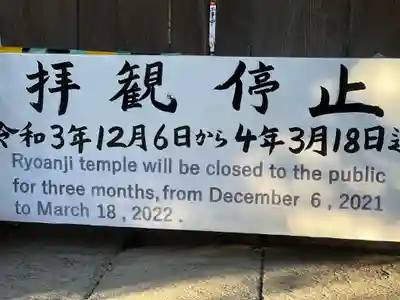 拝観停止
令和3年12月6日から4年3月18日迄
Ryoanji temple will be closed to the public
for three months, from December 6 , 2021
to March 18 , 2022 .